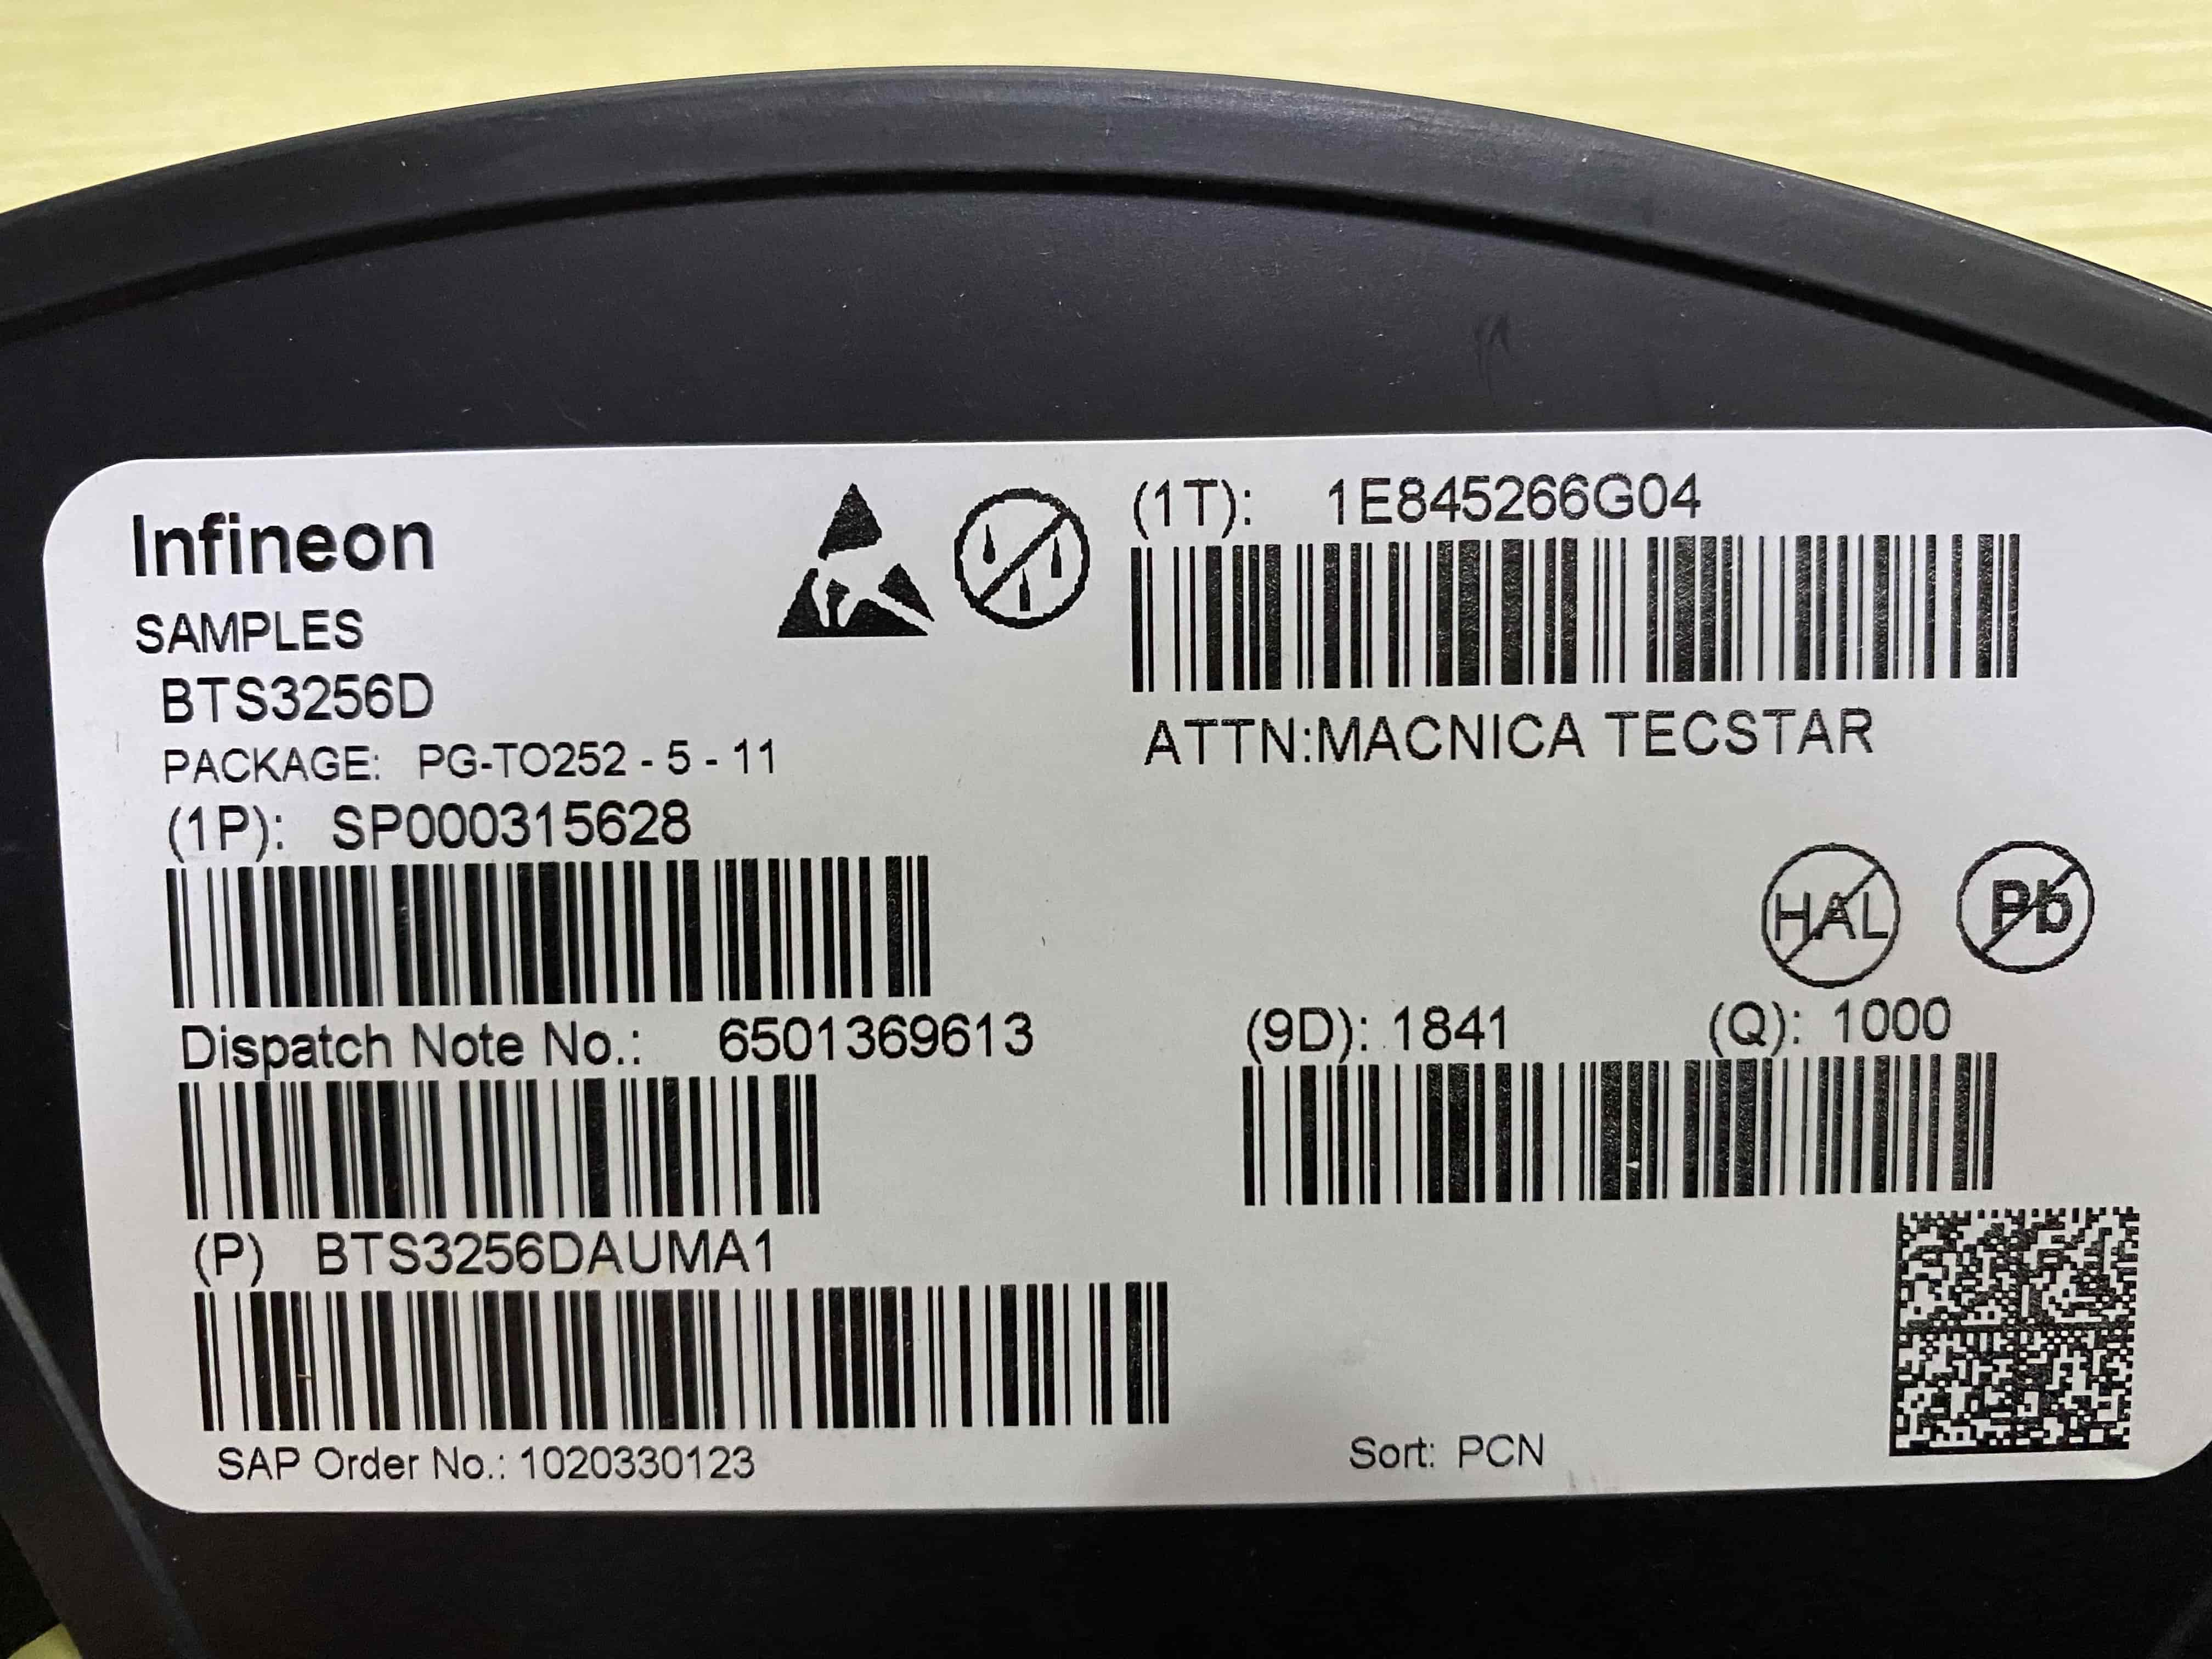 Infineon
SAMPLES
BTS3256D
PACKAGE: PG-TO252 - 5 - 11
(1P): SP000315628
Dispatch Note No.: 6501369613
(P) BTS3256DAUMA1
SAP Order No.: 1020330123
(1T): 1E845266G04
ATTN:MACNICA TECSTAR
HAL
Pb
(9D): 1841 (Q): 1000
Sort: PCN